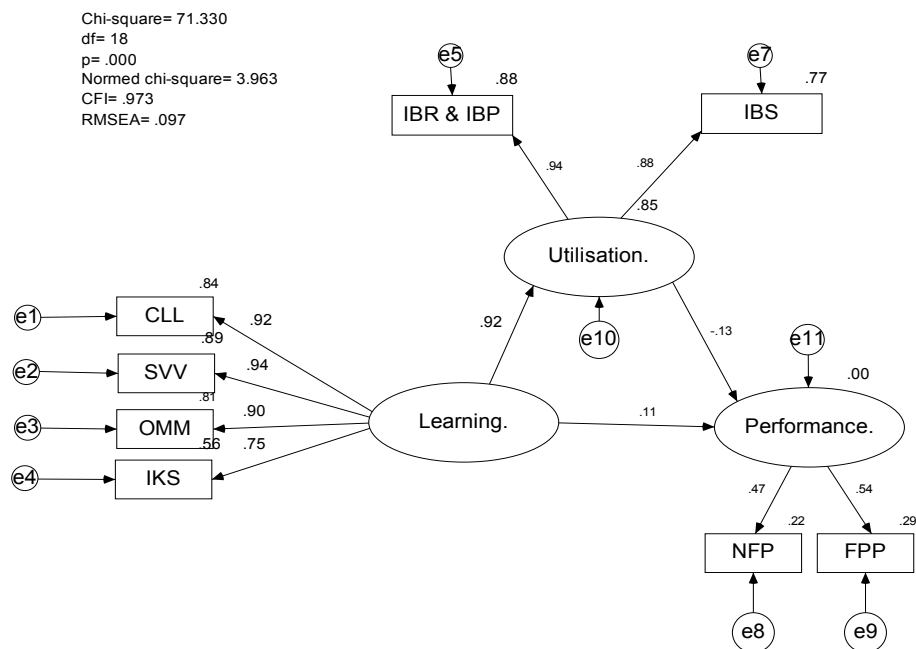 Chi-square= 71.330
df= 18
p= .000
Normed chi-square= 3.963
CFI= .973
RMSEA= .097
e5
.88
IBR & IBP
e7
.77
IBS
.94
.88
.85
Utilisation.
e10
.92
-.13
e11
.00
Performance.
e1
.84
CLL
.92
e2
.89
SVV
.94
e3
.81
OMM
.90
e4
.56
IKS
.75
Learning.
.11
.47
.54
.22
NFP
.29
FPP
e8
e9